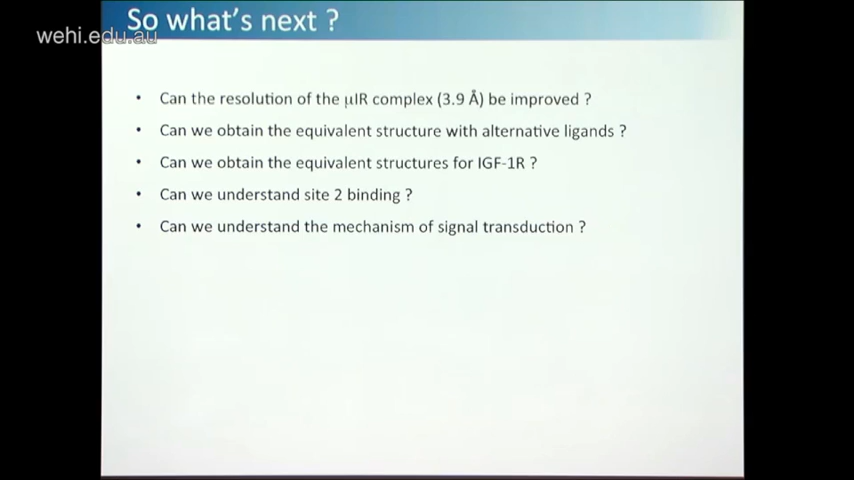 So what's next ?
wehi.edu.au
• Can the resolution of the μIR complex (3.9 Å) be improved ?
• Can we obtain the equivalent structure with alternative ligands ?
• Can we obtain the equivalent structures for IGF-1R ?
• Can we understand site 2 binding ?
• Can we understand the mechanism of signal transduction ?